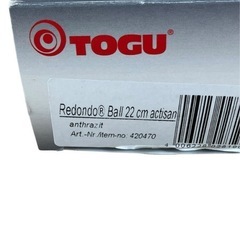 TOGU
Redondo® Ball 22 cm actisan
anthrazit
Art.-Nr./item-no. 420470